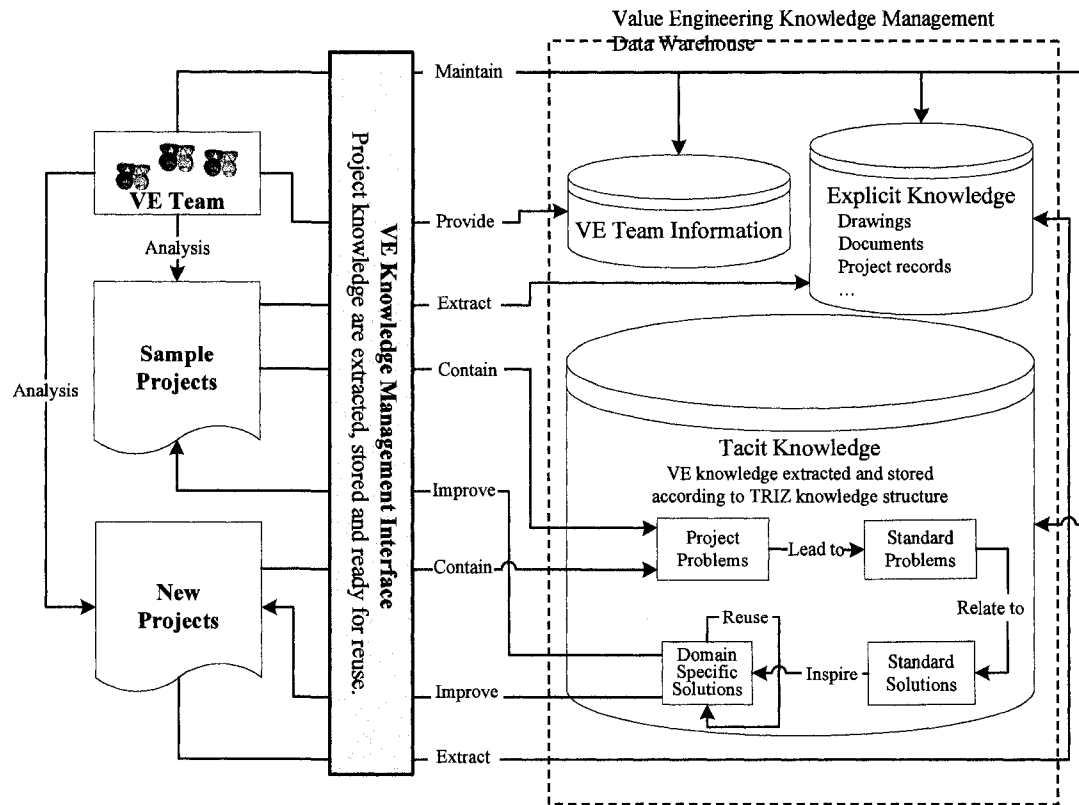 Value Engineering Knowledge Management
Data Warehouse
Maintain
VE Team
Analysis
Provide
VE Team Information
Explicit Knowledge
Drawings
Documents
Project records
...
Extract
Sample
Projects
Contain
Analysis
VE Knowledge Management Interface
Project knowledge are extracted, stored and ready for reuse.
Tacit Knowledge
VE knowledge extracted and stored
according to TRIZ knowledge structure
Improve
Project
Problems
Lead to
Standard
Problems
Contain
New
Projects
Relate to
Reuse
Domain
Specific
Solutions
Inspire
Standard
Solutions
Improve
Extract